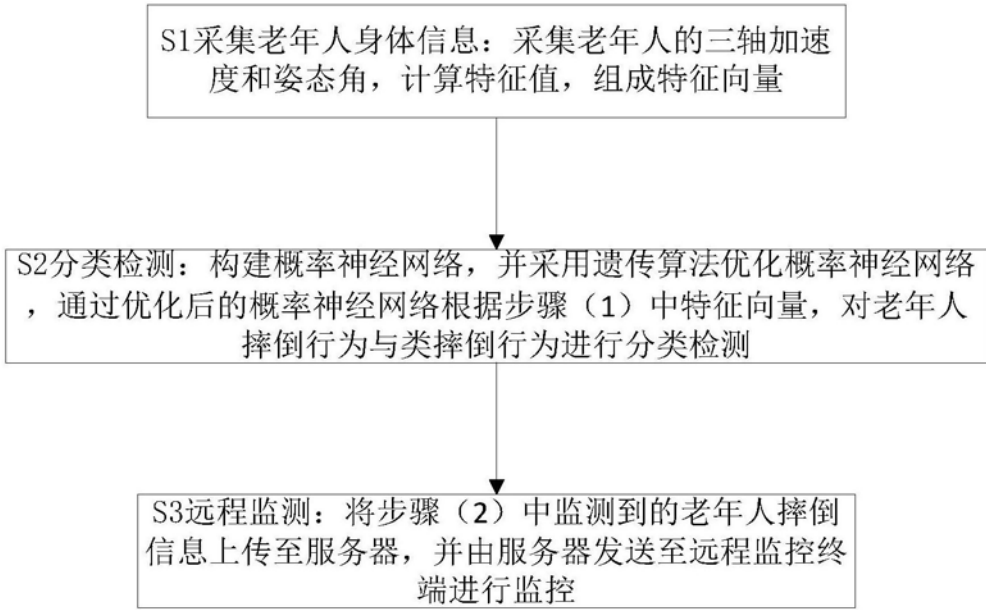 S1采集老年人身体信息：采集老年人的三轴加速
度和姿态角，计算特征值，组成特征向量
S2分类检测：构建概率神经网络，并采用遗传算法优化概率神经网络
，通过优化后的概率神经网络根据步骤（1）中特征向量，对老年人
摔倒行为与类摔倒行为进行分类检测
S3远程监测：将步骤（2）中监测到的老年人摔倒
信息上传至服务器，并由服务器发送至远程监控终
端进行监控